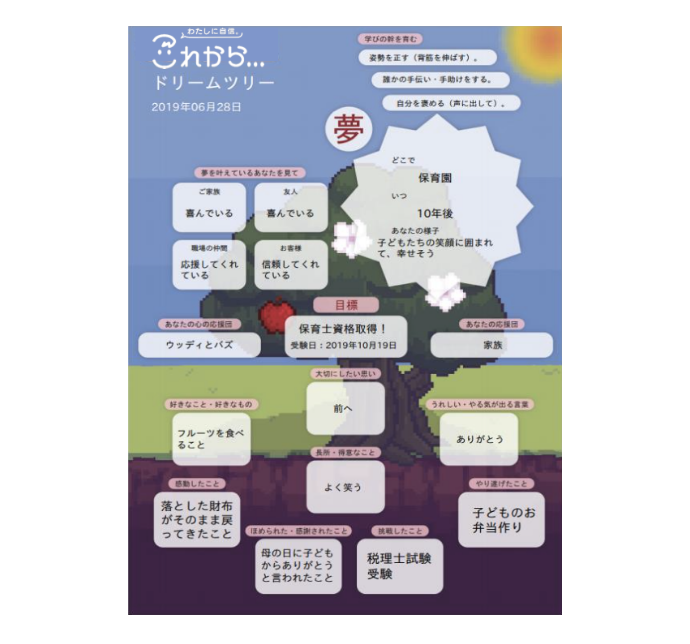 わたしに自信。
これから...
ドリームツリー
2019年06月28日
学びの幹を育む
姿勢を正す（背筋を伸ばす）。
誰かの手伝い・手助けをする。
自分を褒める（声に出して）。
夢
どこで
保育園
いつ
10年後
あなたの様子
子どもたちの笑顔に囲まれ
て、幸せそう
夢を叶えているあなたを見て
ご家族
喜んでいる
友人
喜んでいる
職場の仲間
応援してくれ
ている
お客様
信頼してくれ
ている
目標
保育士資格取得！
受験日：2019年10月19日
あなたの心の応援団
ウッディとバズ
あなたの応援団
家族
大切にしたい思い
前へ
好きなこと・好きなもの
フルーツを食べ
ること
うれしい・やる気が出る言葉
ありがとう
長所・得意なこと
よく笑う
感動したこと
落とした財布
がそのまま戻
ってきたこと
やり遂げたこと
子どものお
弁当作り
ほめられた・感謝されたこと
母の日に子ども
からありがとう
と言われたこと
挑戦したこと
税理士試験
受験